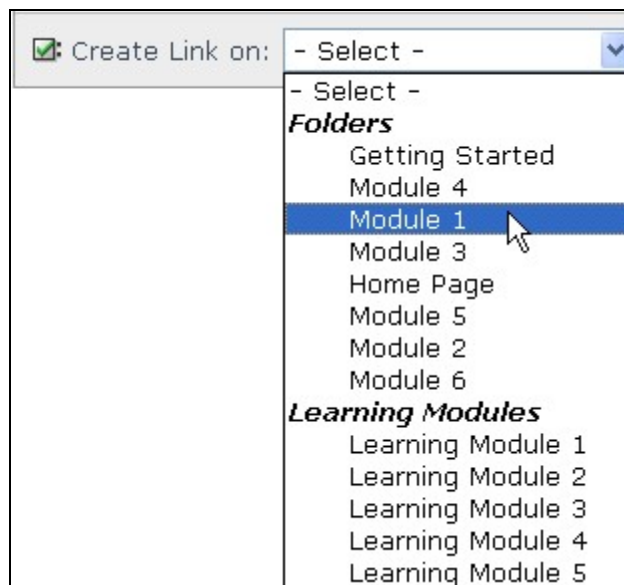 Create Link on: - Select -
- Select -
Folders
Getting Started
Module 4
Module 1
Module 3
Home Page
Module 5
Module 2
Module 6
Learning Modules
Learning Module 1
Learning Module 2
Learning Module 3
Learning Module 4
Learning Module 5